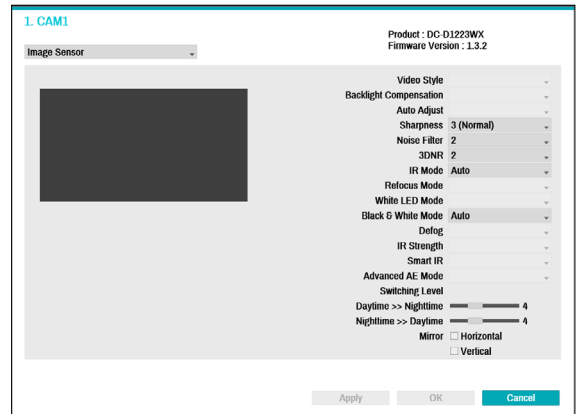 1. CAM1
Product : DC-D1223WX
Firmware Version : 1.3.2
Image Sensor
Video Style
Backlight Compensation
Auto Adjust
Sharpness 3 (Normal)
Noise Filter 2
3DNR 2
IR Mode Auto
Refocus Mode
White LED Mode
Black & White Mode Auto
Defog
IR Strength
Smart IR
Advanced AE Mode
Switching Level
Daytime >> Nighttime 4
Nighttime >> Daytime 4
Mirror Horizontal
Vertical
Apply OK Cancel